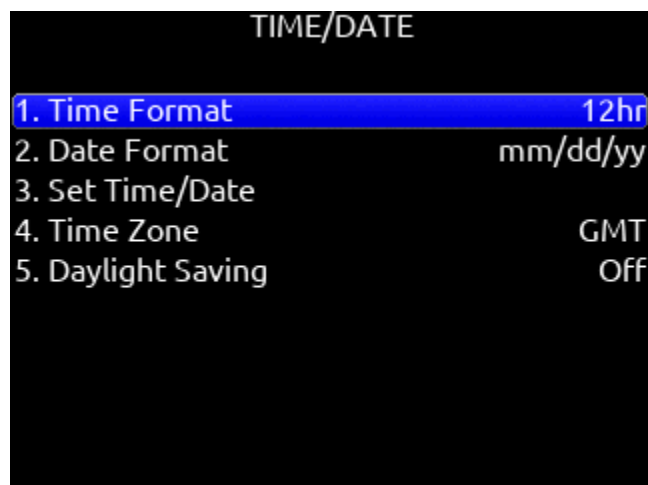 TIME/DATE
1. Time Format 12hr
2. Date Format mm/dd/yy
3. Set Time/Date
4. Time Zone GMT
5. Daylight Saving Off